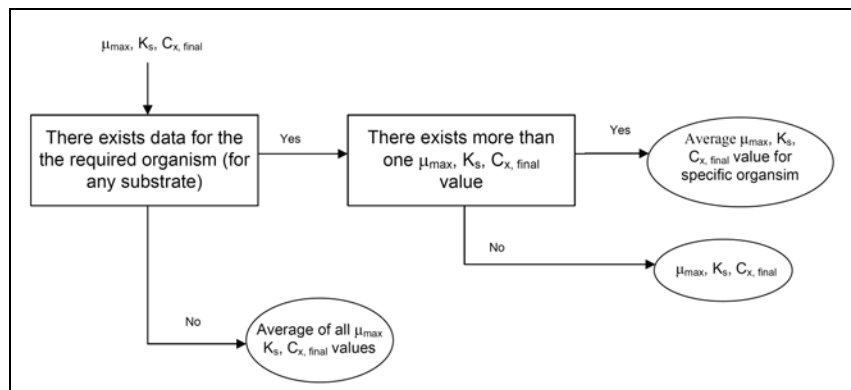 μmax, Ks, Cx, final
There exists data for the
the required organism (for
any substrate)
Yes
There exists more than
one μmax, Ks, Cx, final
value
Yes
Average μmax, Ks,
Cx, final value for
specific organsim
No
μmax, Ks, Cx, final
No
Average of all μmax
Ks, Cx, final values